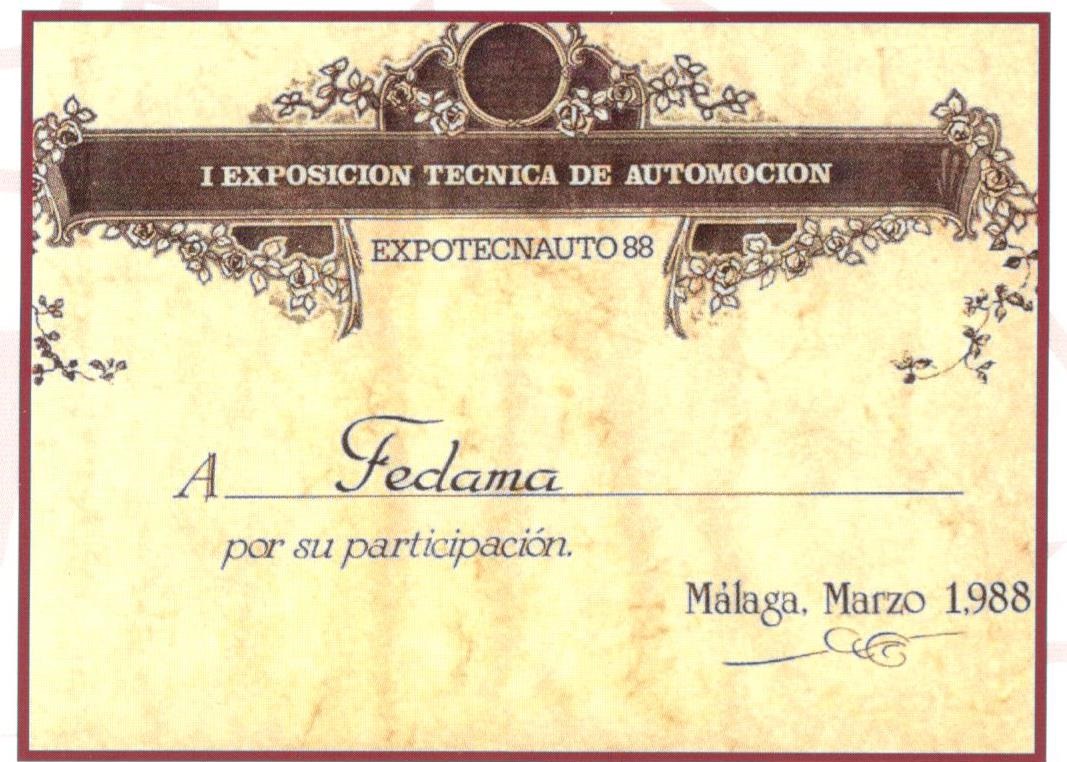 I EXPOSICION TECNICA DE AUTOMOCION
EXPOTECNAUTO 88
A Fedama
por su participación.
Málaga, Marzo 1,988